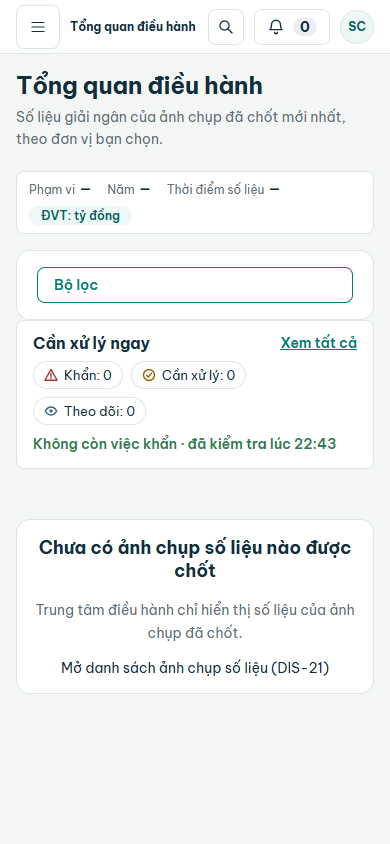 Tổng quan điều hành
0
SC
Tổng quan điều hành
Số liệu giải ngân của ảnh chụp đã chốt mới nhất,
theo đơn vị bạn chọn.
Phạm vi – Năm – Thời điểm số liệu –
ĐVT: tỷ đồng
Bộ lọc
Cần xử lý ngay Xem tất cả
Khẩn: 0 Cần xử lý: 0
Theo dõi: 0
Không còn việc khẩn · đã kiểm tra lúc 22:43
Chưa có ảnh chụp số liệu nào được
chốt
Trung tâm điều hành chỉ hiển thị số liệu của ảnh
chụp đã chốt.
Mở danh sách ảnh chụp số liệu (DIS-21)